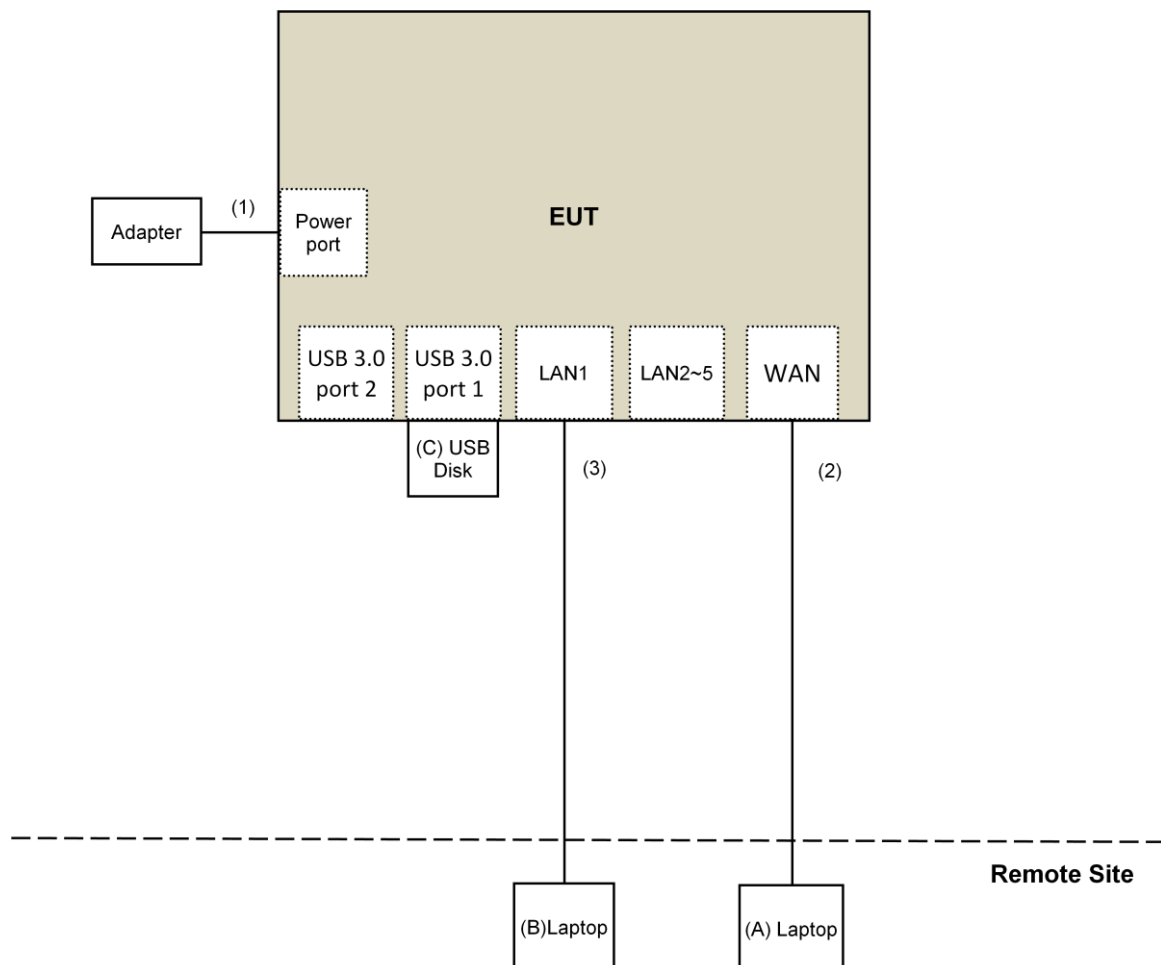 EUT
(1)
Adapter
Power
port
USB 3.0
port 2
USB 3.0
port 1
LAN1
LAN2~5
WAN
(C) USB
Disk
(3)
(2)
Remote Site
(B)Laptop
(A) Laptop